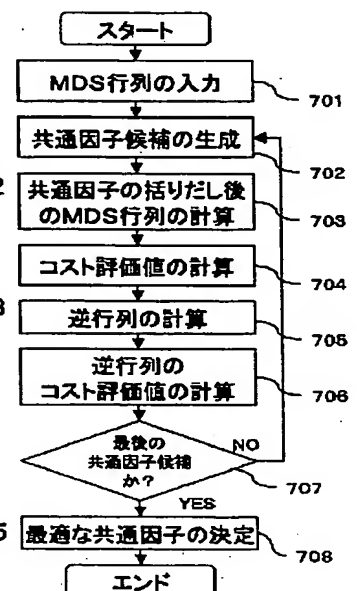 スタート
MDS行列の入力
701
共通因子候補の生成
702
2
共通因子の括りだし後
のMDS行列の計算
703
コスト評価値の計算
704
3
逆行列の計算
705
逆行列の
コスト評価値の計算
706
最後の
共通因子候補
か?
NO
707
YES
5
最適な共通因子の決定
708
エンド